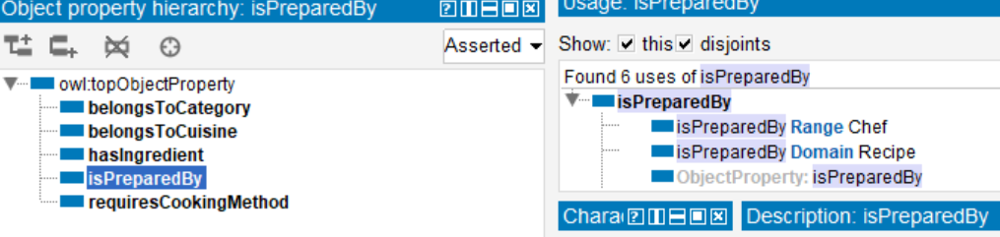 Object property hierarchy: isPreparedBy
Asserted
owl:topObjectProperty
belongsToCategory
belongsToCuisine
hasIngredient
isPreparedBy
requiresCookingMethod
Usage: isPreparedBy
Show: this disjoints
Found 6 uses of isPreparedBy
isPreparedBy
isPreparedBy Range Chef
isPreparedBy Domain Recipe
ObjectProperty: isPreparedBy
Description: isPreparedBy